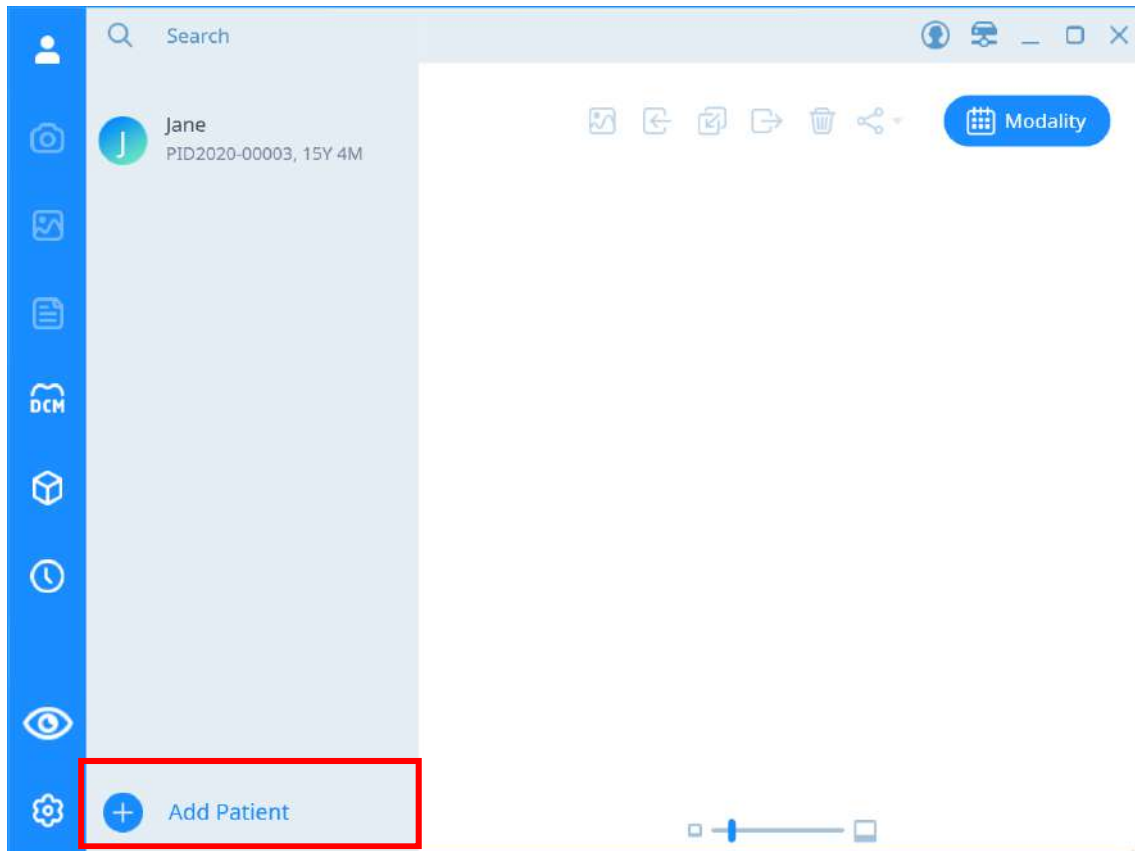 Search
Jane
J
PID2020-00003, 15Y 4M
Modality
DCM
Add Patient